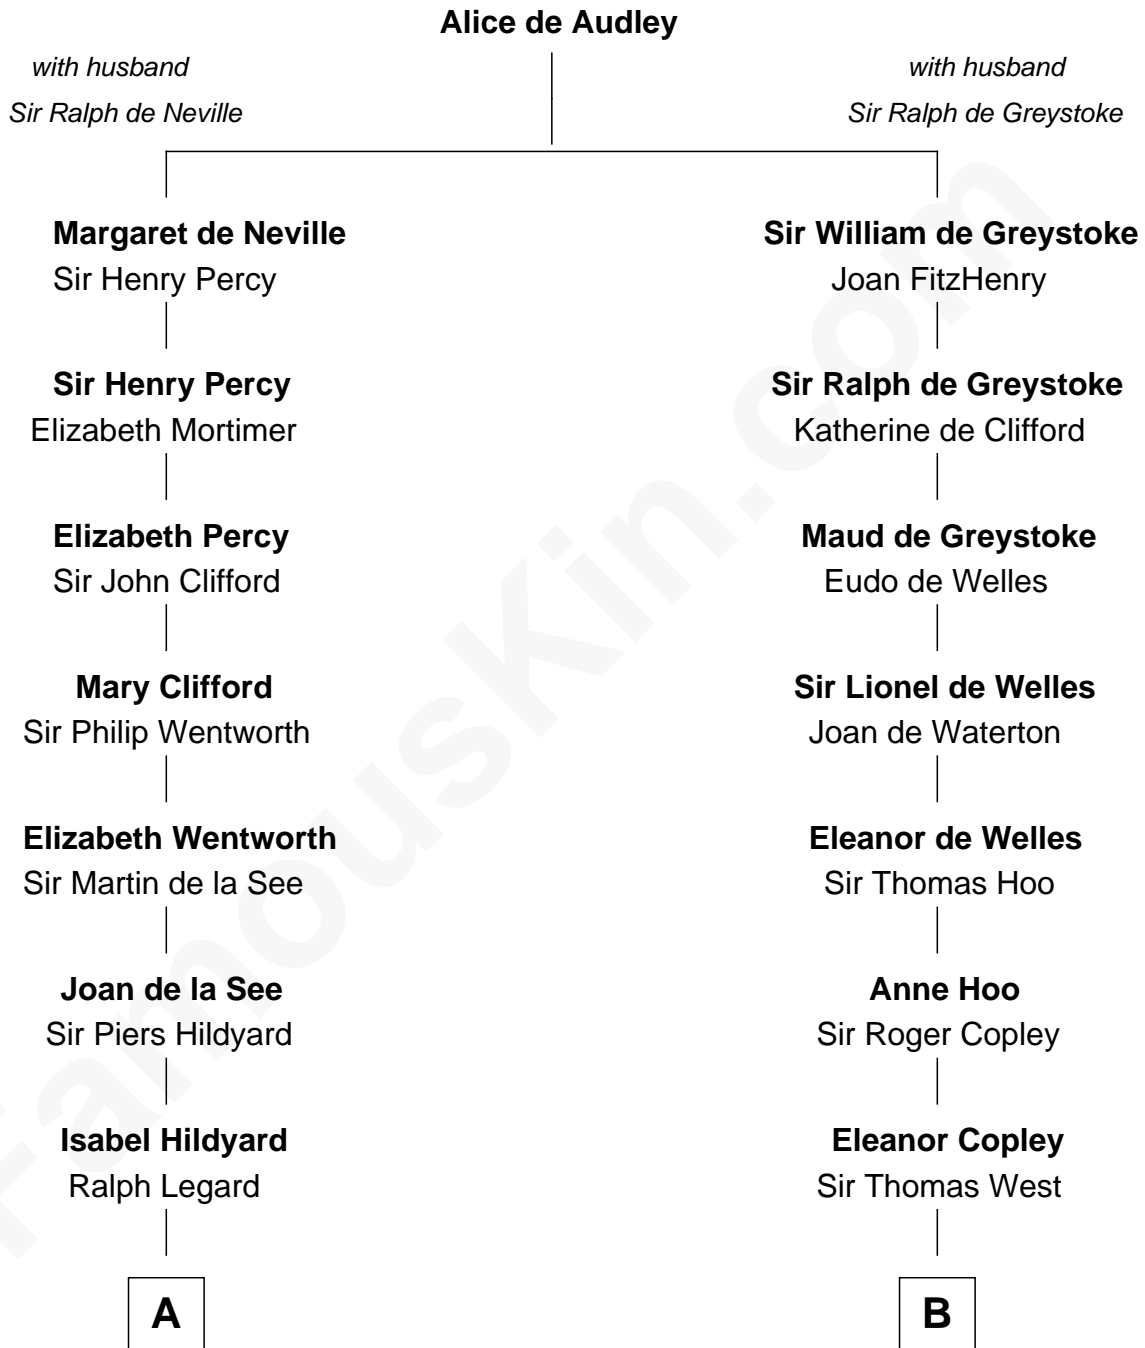 Alice de Audley
with husband
Sir Ralph de Neville
with husband
Sir Ralph de Greystoke
Margaret de Neville
Sir Henry Percy
Sir William de Greystoke
Joan FitzHenry
Sir Henry Percy
Elizabeth Mortimer
Sir Ralph de Greystoke
Katherine de Clifford
Elizabeth Percy
Sir John Clifford
Maud de Greystoke
Eudo de Welles
Mary Clifford
Sir Philip Wentworth
Sir Lionel de Welles
Joan de Waterton
Elizabeth Wentworth
Sir Martin de la See
Eleanor de Welles
Sir Thomas Hoo
Joan de la See
Sir Piers Hildyard
Anne Hoo
Sir Roger Copley
Isabel Hildyard
Ralph Legard
Eleanor Copley
Sir Thomas West
A
B
FamousKin.com